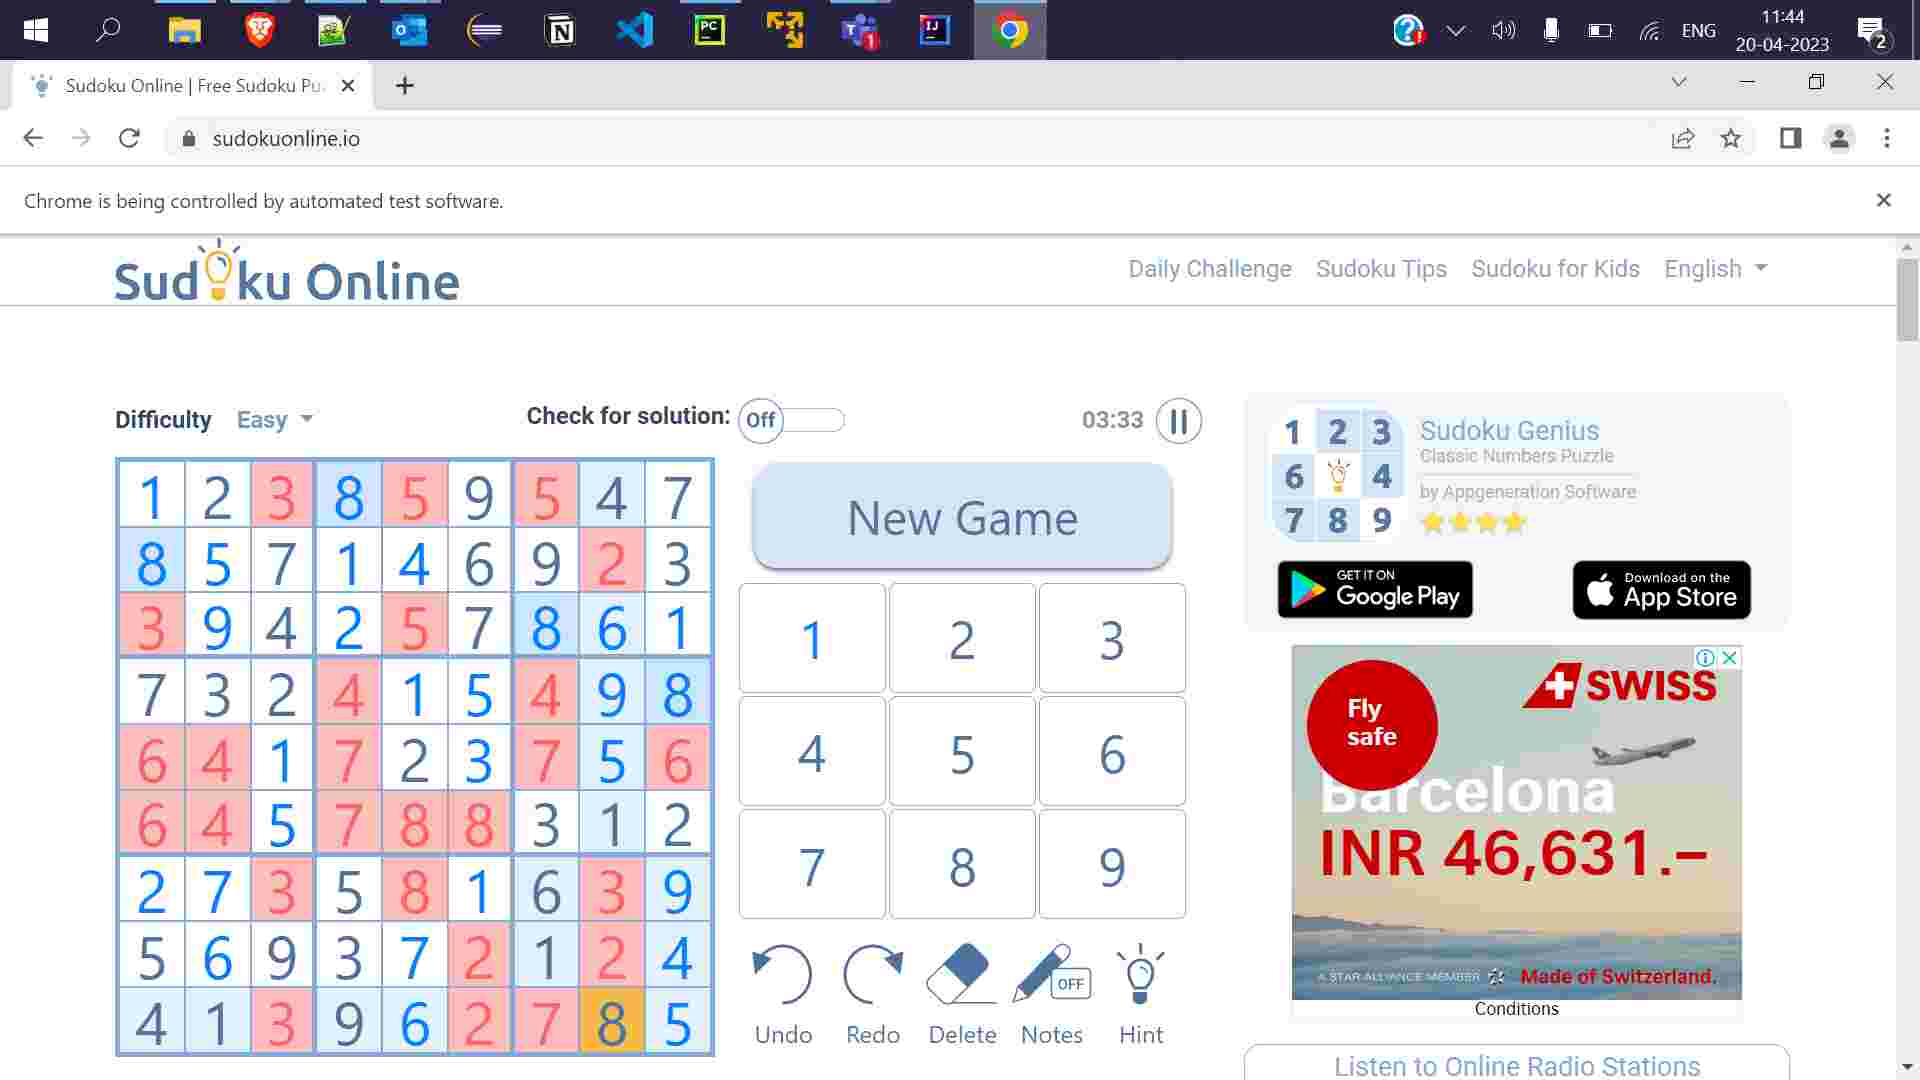 11:44
ENG
20-04-2023
2
PC
IJ
1
Sudoku Online | Free Sudoku Pu
sudokuonline.io
Chrome is being controlled by automated test software.
Sudoku Online
Daily Challenge Sudoku Tips Sudoku for Kids English
Difficulty Easy Check for solution: Off 03:33
1 2 3 8 5 9 5 4 7
8 5 7 1 4 6 9 2 3
3 9 4 2 5 7 8 6 1
7 3 2 4 1 5 4 9 8
6 4 1 7 2 3 7 5 6
6 4 5 7 8 8 3 1 2
2 7 3 5 8 1 6 3 9
5 6 9 3 7 2 1 2 4
4 1 3 9 6 2 7 8 5
New Game
1 2 3
4 5 6
7 8 9
OFF
Undo Redo Delete Notes Hint
1 2 3
6 4
7 8 9
Sudoku Genius
Classic Numbers Puzzle
by Appgeneration Software
GET IT ON
Google Play
Download on the
App Store
SWISS
Fly
safe
Barcelona
INR 46,631.–
A STAR ALLIANCE MEMBER
Made of Switzerland.
Conditions
Listen to Online Radio Stations